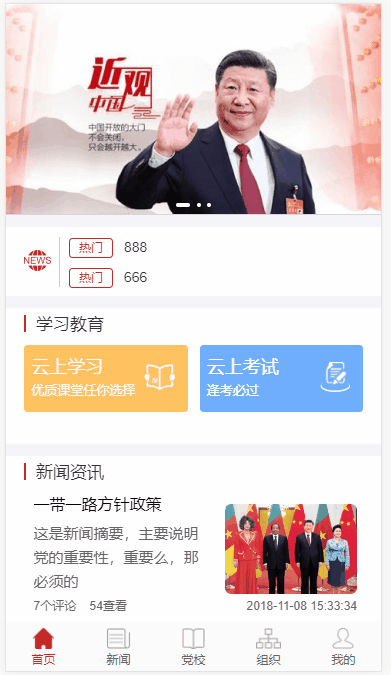 近观
中国
中国开放的大门
不会关闭。
只会越开越大。
NEWS
热门 888
热门 666
学习教育
云上学习
优质课堂任你选择
云上考试
逢考必过
新闻资讯
一带一路方针政策
这是新闻摘要，主要说明
党的重要性，重要么，那
必须的
7个评论 54查看
2018-11-08 15:33:34
首页 新闻 党校 组织 我的